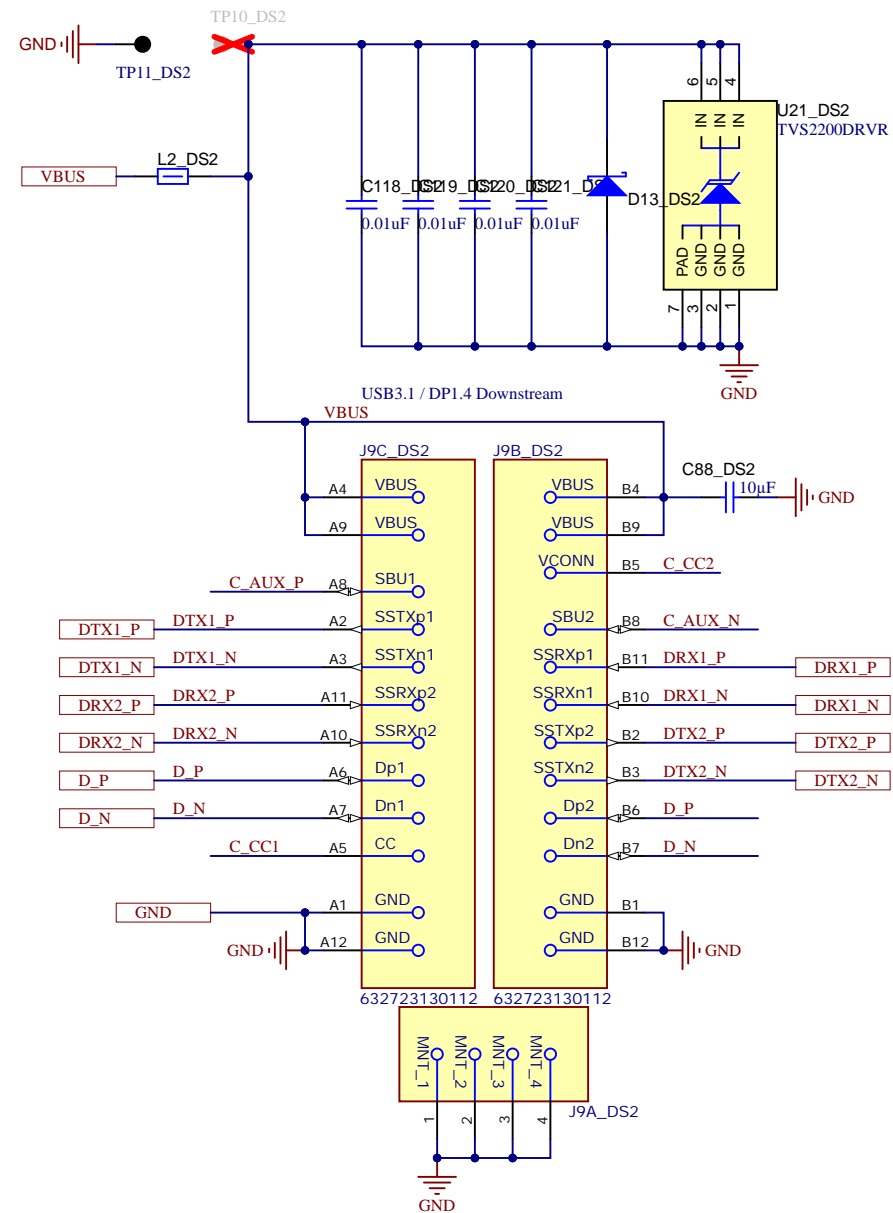 TP10_DS2
GND
TP11_DS2
6
5
4
IN
IN
IN
U21_DS2
TVS2200DRVR
VBUS
L2_DS2
C118_DS2
C119_DS2
C120_DS2
C121_DS2
D13_DS2
0.01uF
0.01uF
0.01uF
0.01uF
PAD
GND
GND
GND
7
3
2
1
GND
USB3.1 / DP1.4 Downstream
VBUS
J9C_DS2
J9B_DS2
C88_DS2
10µF
GND
A4
VBUS
A9
VBUS
C_AUX_P
A8
SBU1
DTX1_P
DTX1_P
A2
SSTXp1
DTX1_N
DTX1_N
A3
SSTXn1
DRX2_P
DRX2_P
A11
SSRXp2
DRX2_N
DRX2_N
A10
SSRXn2
D_P
D_P
A6
Dp1
D_N
D_N
A7
Dn1
C_CC1
A5
CC
GND
A1
GND
GND
A12
GND
632723130112
VBUS
B4
VBUS
B9
VCONN
B5
C_CC2
SBU2
B8
C_AUX_N
SSRXp1
B11
DRX1_P
DRX1_P
SSRXn1
B10
DRX1_N
DRX1_N
SSTXp2
B2
DTX2_P
DTX2_P
SSTXn2
B3
DTX2_N
DTX2_N
Dp2
B6
D_P
Dn2
B7
D_N
GND
B1
GND
B12
GND
632723130112
MNT_1
MNT_2
MNT_3
MNT_4
1
2
3
4
J9A_DS2
GND